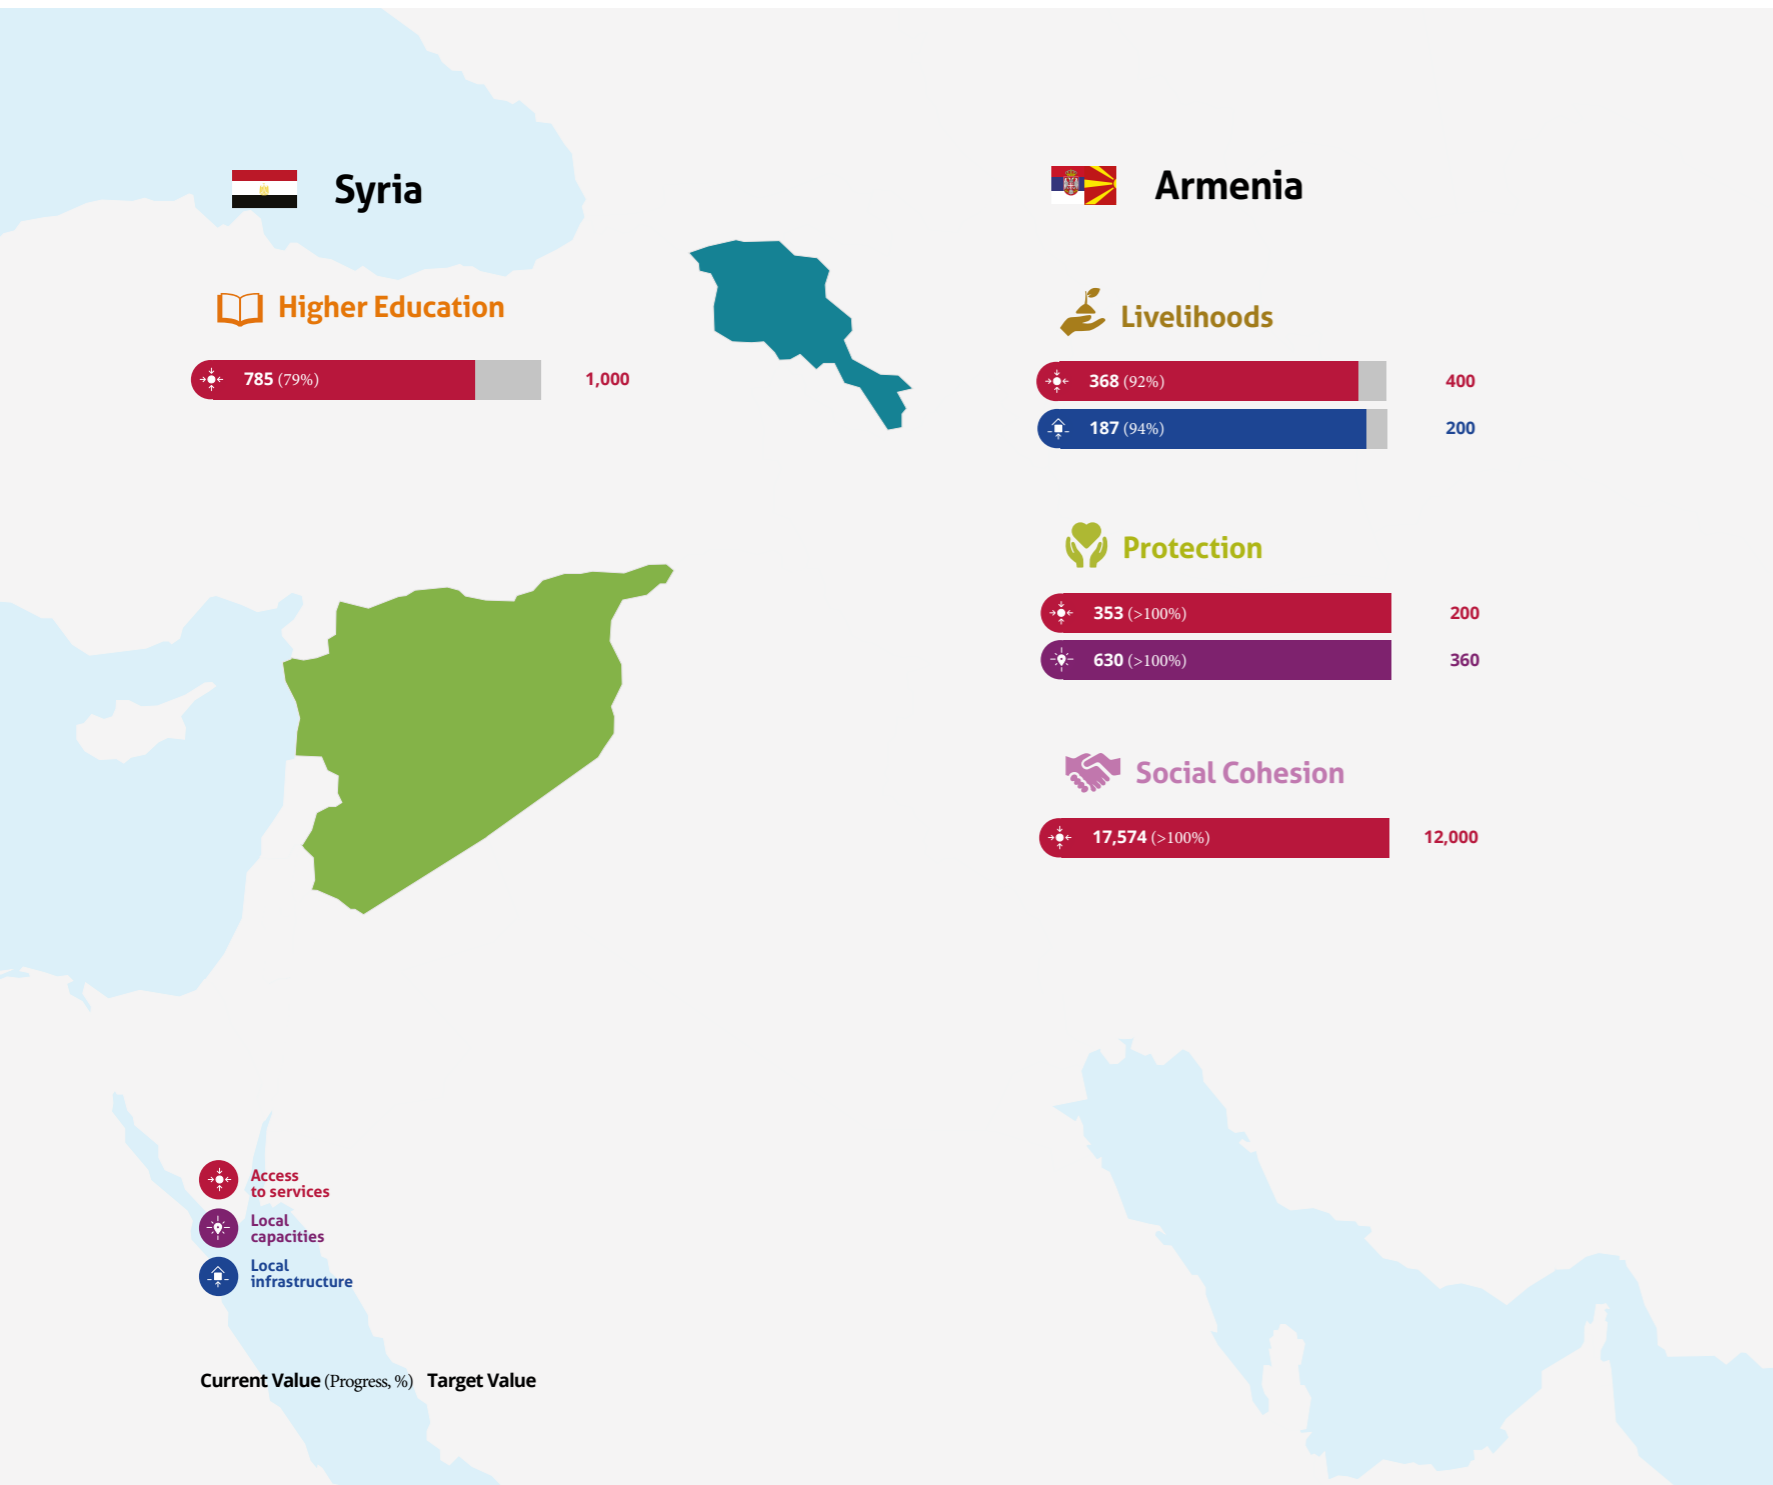 Syria
Higher Education
785 (79%) 1,000
Armenia
Livelihoods
368 (92%) 400
187 (94%) 200
Protection
353 (>100%) 200
630 (>100%) 360
Social Cohesion
17,574 (>100%) 12,000
Access
to services
Local
capacities
Local
infrastructure
Current Value (Progress, %) Target Value